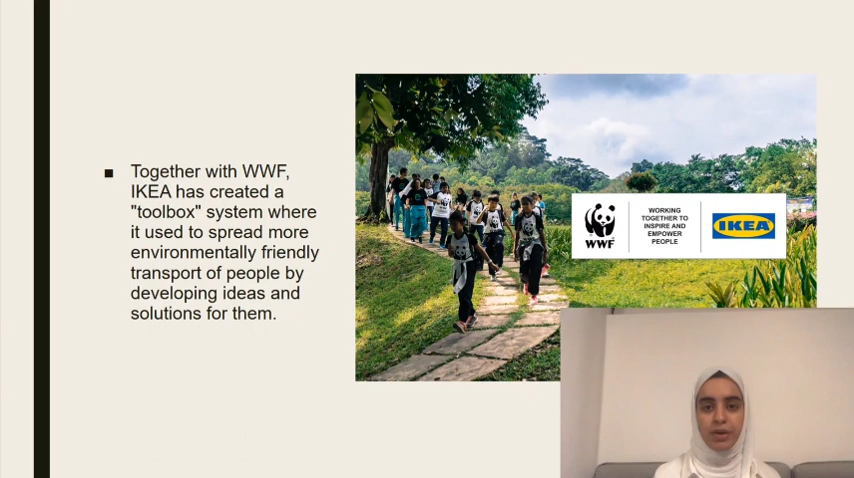 Together with WWF,
IKEA has created a
"toolbox" system where
it used to spread more
environmentally friendly
transport of people by
developing ideas and
solutions for them.
WWF
WORKING
TOGETHER TO
INSPIRE AND
EMPOWER
PEOPLE
IKEA